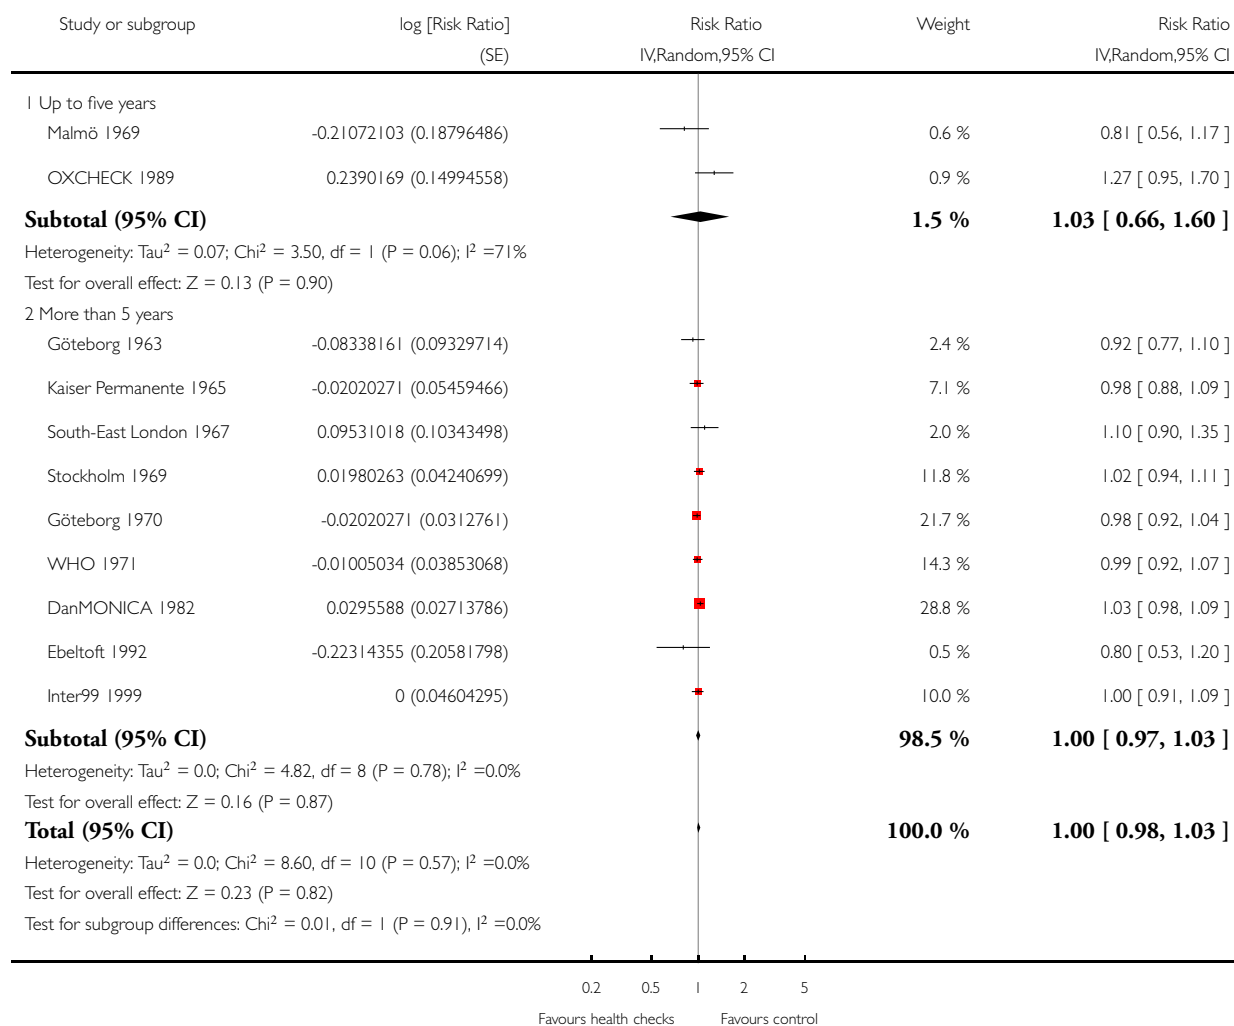 Study or subgroup log [Risk Ratio] Risk Ratio Weight Risk Ratio
(SE) IV,Random,95% CI IV,Random,95% CI
1 Up to five years
Malmö 1969 -0.21072103 (0.18796486) 0.6 % 0.81 [ 0.56, 1.17 ]
OXCHECK 1989 0.2390169 (0.14994558) 0.9 % 1.27 [ 0.95, 1.70 ]
Subtotal (95% CI) 1.5 % 1.03 [ 0.66, 1.60 ]
Heterogeneity: Tau² = 0.07; Chi² = 3.50, df = 1 (P = 0.06); I² =71%
Test for overall effect: Z = 0.13 (P = 0.90)
2 More than 5 years
Göteborg 1963 -0.08338161 (0.09329714) 2.4 % 0.92 [ 0.77, 1.10 ]
Kaiser Permanente 1965 -0.02020271 (0.05459466) 7.1 % 0.98 [ 0.88, 1.09 ]
South-East London 1967 0.09531018 (0.10343498) 2.0 % 1.10 [ 0.90, 1.35 ]
Stockholm 1969 0.01980263 (0.04240699) 11.8 % 1.02 [ 0.94, 1.11 ]
Göteborg 1970 -0.02020271 (0.0312761) 21.7 % 0.98 [ 0.92, 1.04 ]
WHO 1971 -0.01005034 (0.03853068) 14.3 % 0.99 [ 0.92, 1.07 ]
DanMONICA 1982 0.0295588 (0.02713786) 28.8 % 1.03 [ 0.98, 1.09 ]
Ebeltoft 1992 -0.22314355 (0.20581798) 0.5 % 0.80 [ 0.53, 1.20 ]
Inter99 1999 0 (0.04604295) 10.0 % 1.00 [ 0.91, 1.09 ]
Subtotal (95% CI) 98.5 % 1.00 [ 0.97, 1.03 ]
Heterogeneity: Tau² = 0.0; Chi² = 4.82, df = 8 (P = 0.78); I² =0.0%
Test for overall effect: Z = 0.16 (P = 0.87)
Total (95% CI) 100.0 % 1.00 [ 0.98, 1.03 ]
Heterogeneity: Tau² = 0.0; Chi² = 8.60, df = 10 (P = 0.57); I² =0.0%
Test for overall effect: Z = 0.23 (P = 0.82)
Test for subgroup differences: Chi² = 0.01, df = 1 (P = 0.91), I² =0.0%
0.2 0.5 1 2 5
Favours health checks Favours control